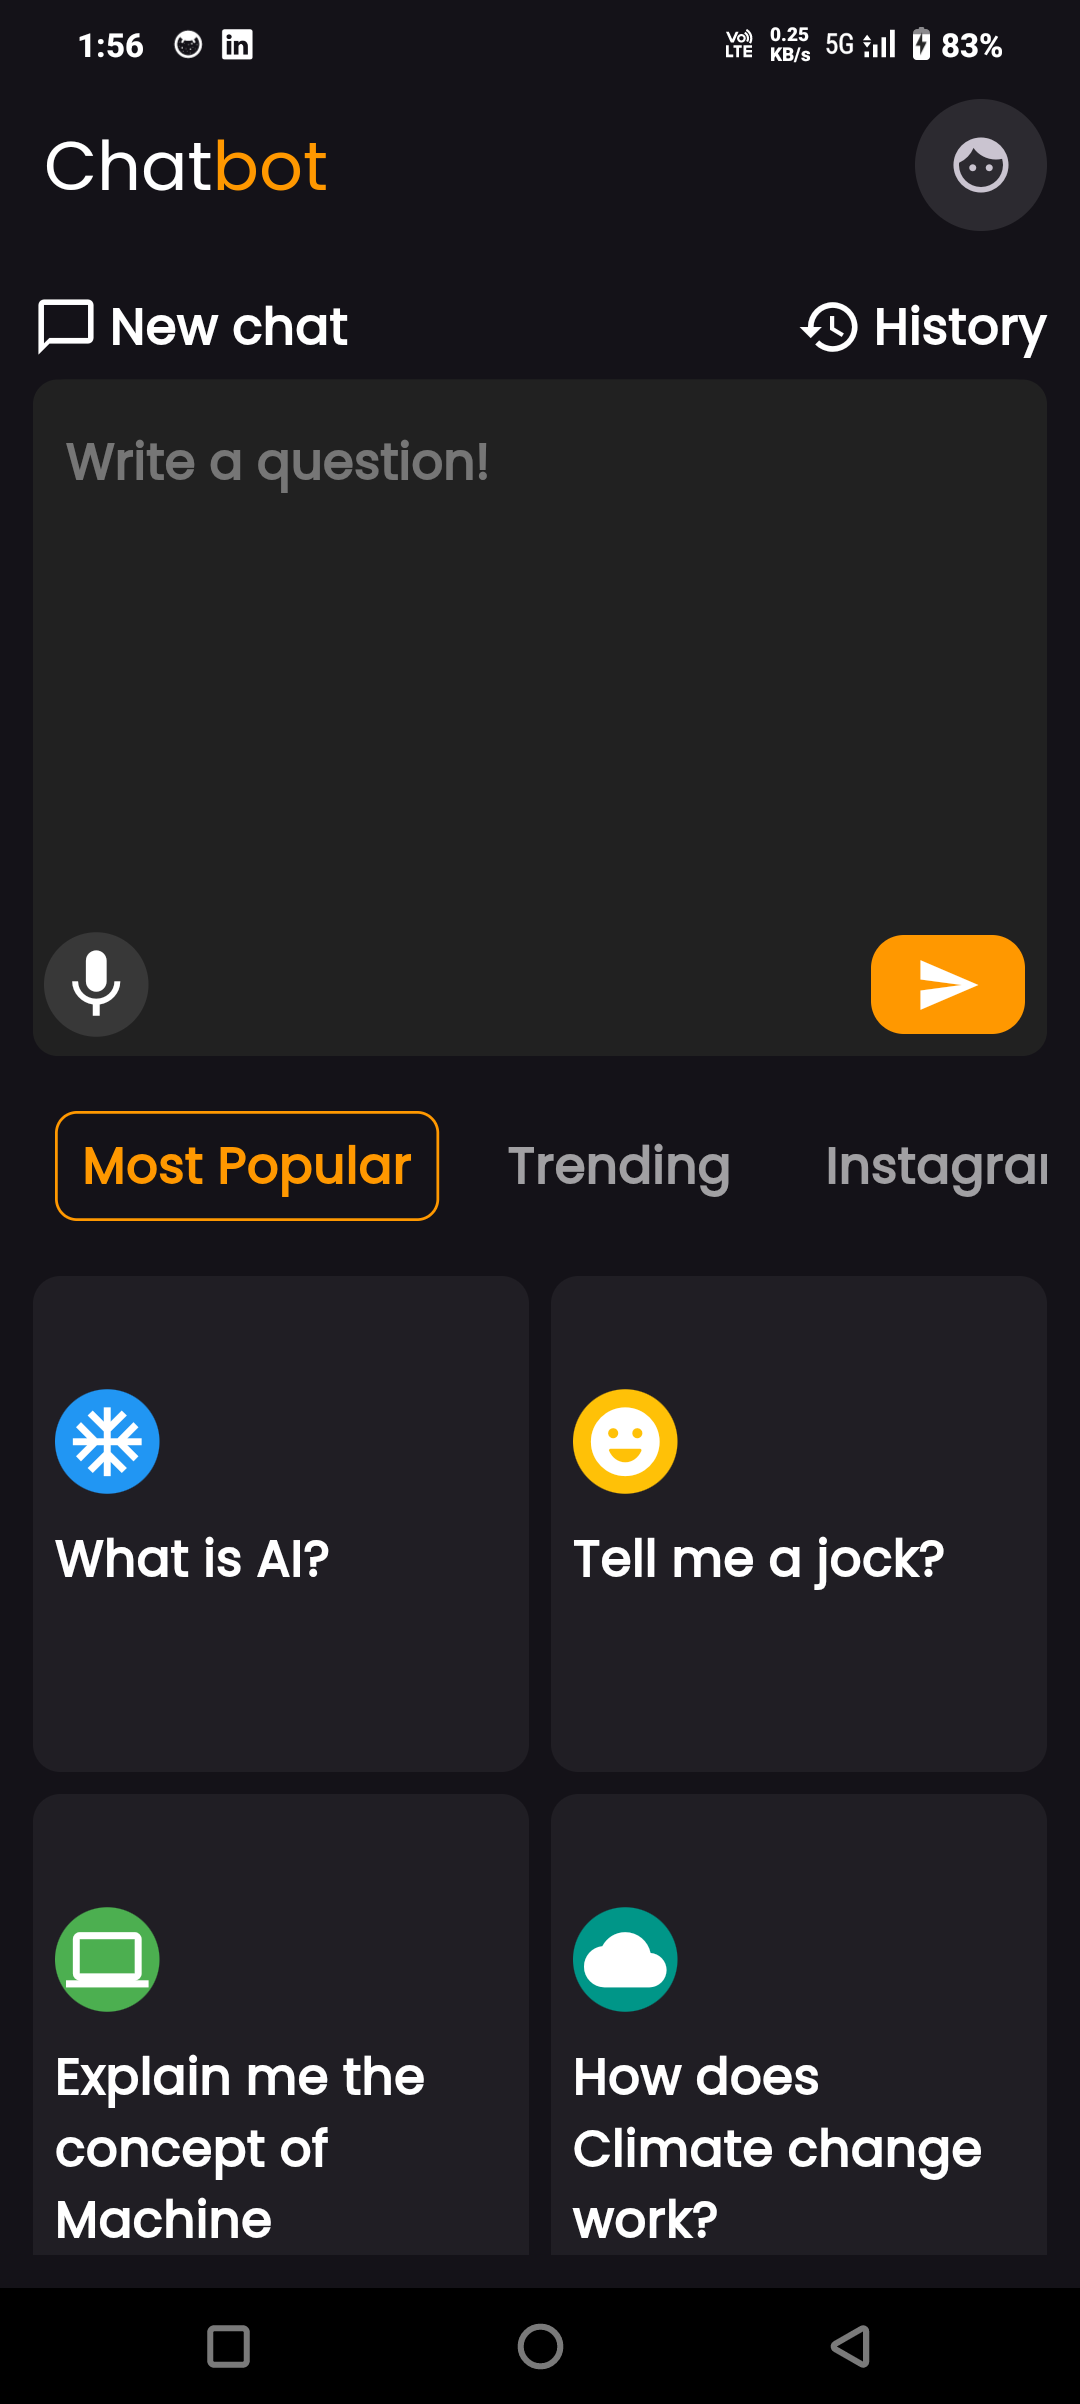 1:56
Vo)) LTE
0.25 KB/s
5G
83%
Chatbot
New chat
History
Write a question!
Most Popular
Trending
Instagra
What is AI?
Tell me a jock?
Explain me the
concept of
Machine
How does
Climate change
work?